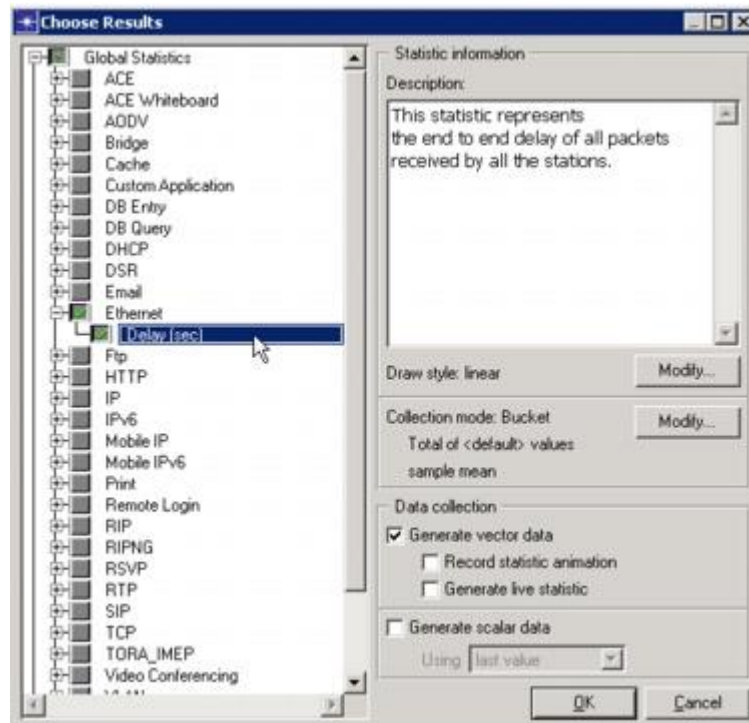 Choose Results
Global Statistics
ACE
ACE Whiteboard
AODV
Bridge
Cache
Custom Application
DB Entry
DB Query
DHCP
DSR
Email
Ethernet
Delay (sec)
Ftp
HTTP
IP
IPv6
Mobile IP
Mobile IPv6
Print
Remote Login
RIP
RIPNG
RSVP
RTP
SIP
TCP
TORA_IMEP
Video Conferencing
Statistic information
Description:
This statistic represents
the end to end delay of all packets
received by all the stations.
Draw style: linear
Modify...
Collection mode: Bucket
Modify...
Total of <default> values
sample mean
Data collection
Generate vector data
Record statistic animation
Generate live statistic
Generate scalar data
Using last value
OK
Cancel